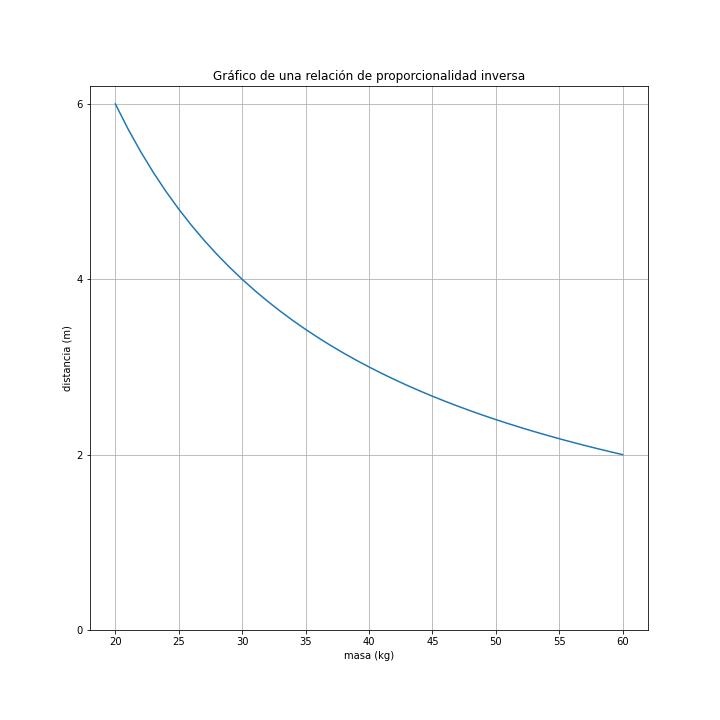 Gráfico de una relación de proporcionalidad inversa
6
4
2
0
distancia (m)
20 25 30 35 40 45 50 55 60
masa (kg)